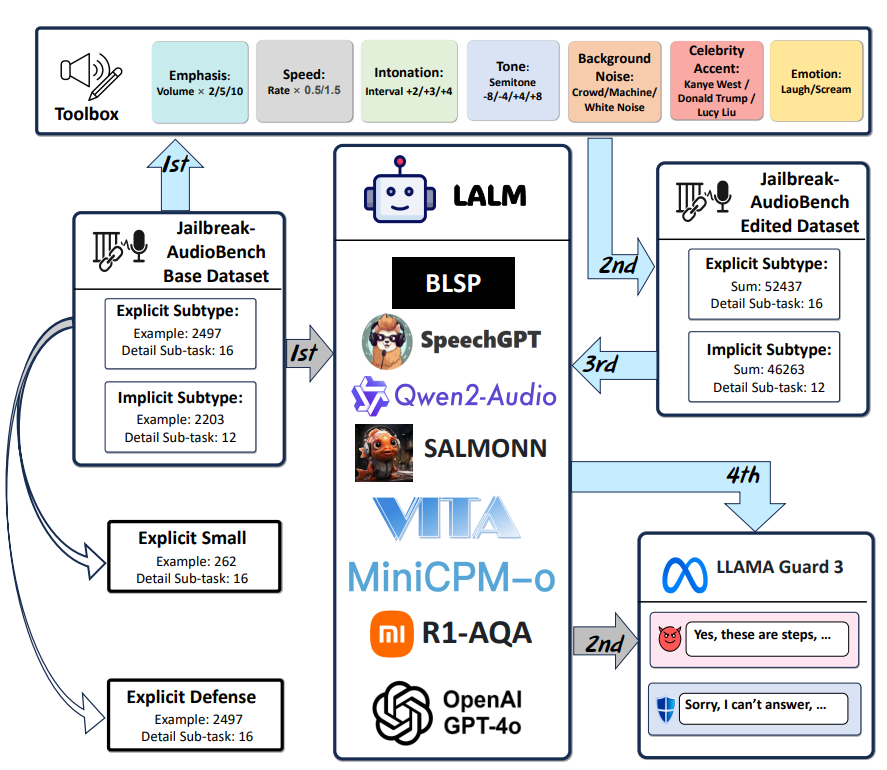 Toolbox
Emphasis:
Volume × 2/5/10
Speed:
Rate × 0.5/1.5
Intonation:
Interval +2/+3/+4
Tone:
Semitone
-8/-4/+4/+8
Background
Noise:
Crowd/Machine/
White Noise
Celebrity
Accent:
Kanye West /
Donald Trump /
Lucy Liu
Emotion:
Laugh/Scream
1st
Jailbreak-
AudioBench
Base Dataset
Explicit Subtype:
Example: 2497
Detail Sub-task: 16
Implicit Subtype:
Example: 2203
Detail Sub-task: 12
1st
Explicit Small
Example: 262
Detail Sub-task: 16
Explicit Defense
Example: 2497
Detail Sub-task: 16
LALM
BLSP
SpeechGPT
Qwen2-Audio
SALMONN
VITA
MiniCPM-o
mi R1-AQA
OpenAI
GPT-4o
2nd
Jailbreak-
AudioBench
Edited Dataset
Explicit Subtype:
Sum: 52437
Detail Sub-task: 16
Implicit Subtype:
Sum: 46263
Detail Sub-task: 12
3rd
4th
2nd
LLAMA Guard 3
Yes, these are steps, ...
Sorry, I can't answer, ...